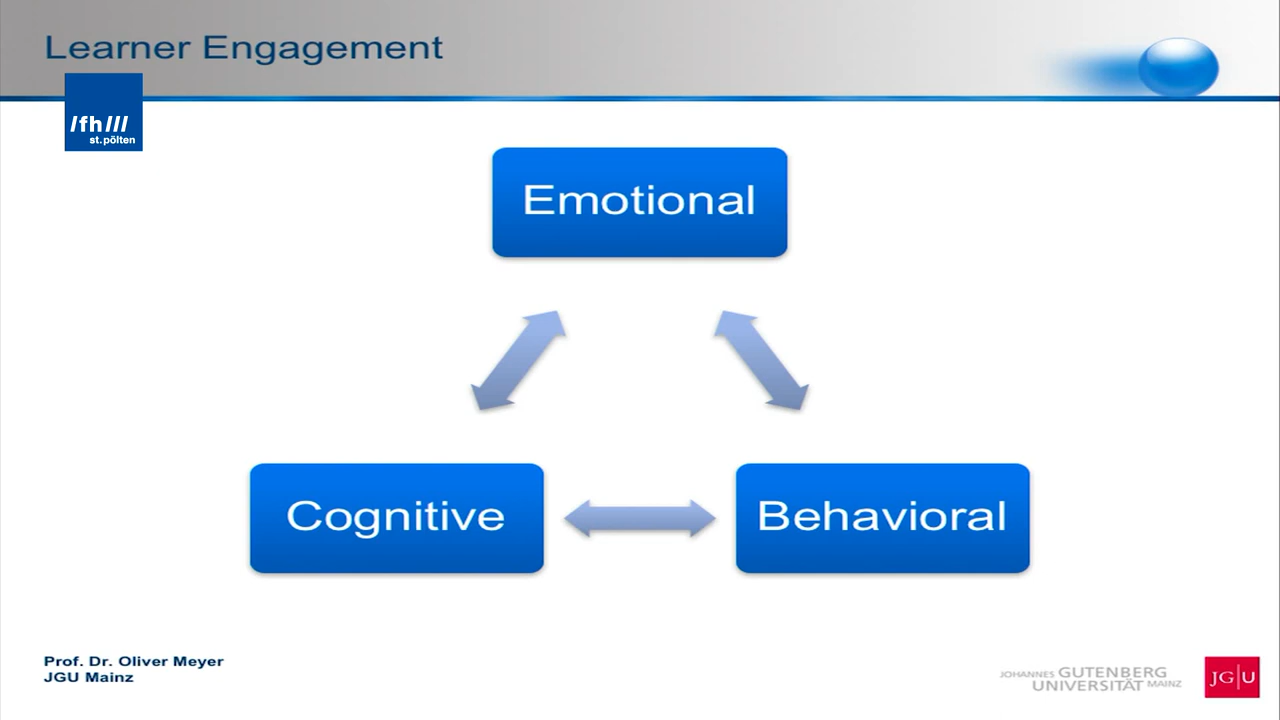 Learner Engagement
/fh///
st.pölten
Emotional
Cognitive
Behavioral
Prof. Dr. Oliver Meyer
JGU Mainz
JOHANNES GUTENBERG
UNIVERSITÄT MAINZ
JG|U